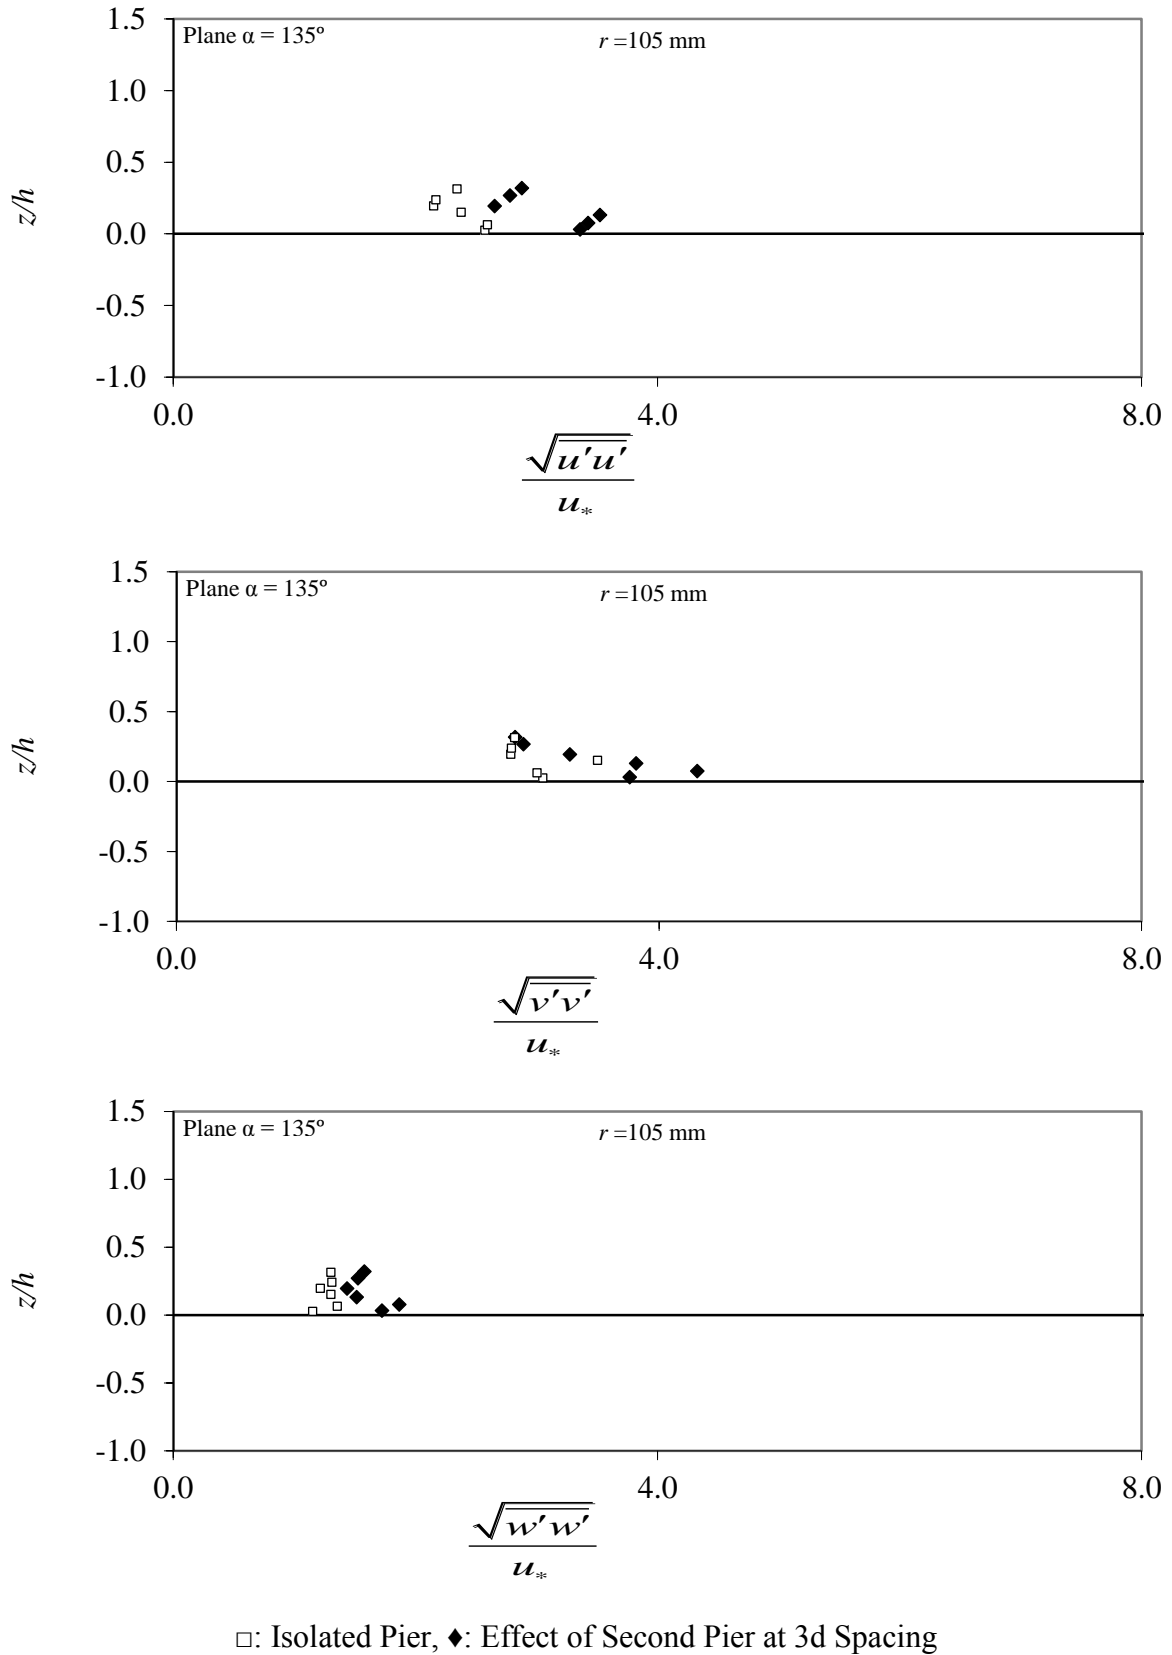 1.5
Plane α = 135º
r =105 mm
1.0
0.5
z/h
0.0
-0.5
-1.0
0.0 4.0 8.0
√u′u′
u*
1.5
Plane α = 135º
r =105 mm
1.0
0.5
z/h
0.0
-0.5
-1.0
0.0 4.0 8.0
√v′v′
u*
1.5
Plane α = 135º
r =105 mm
1.0
0.5
z/h
0.0
-0.5
-1.0
0.0 4.0 8.0
√w′w′
u*
□: Isolated Pier, ♦: Effect of Second Pier at 3d Spacing